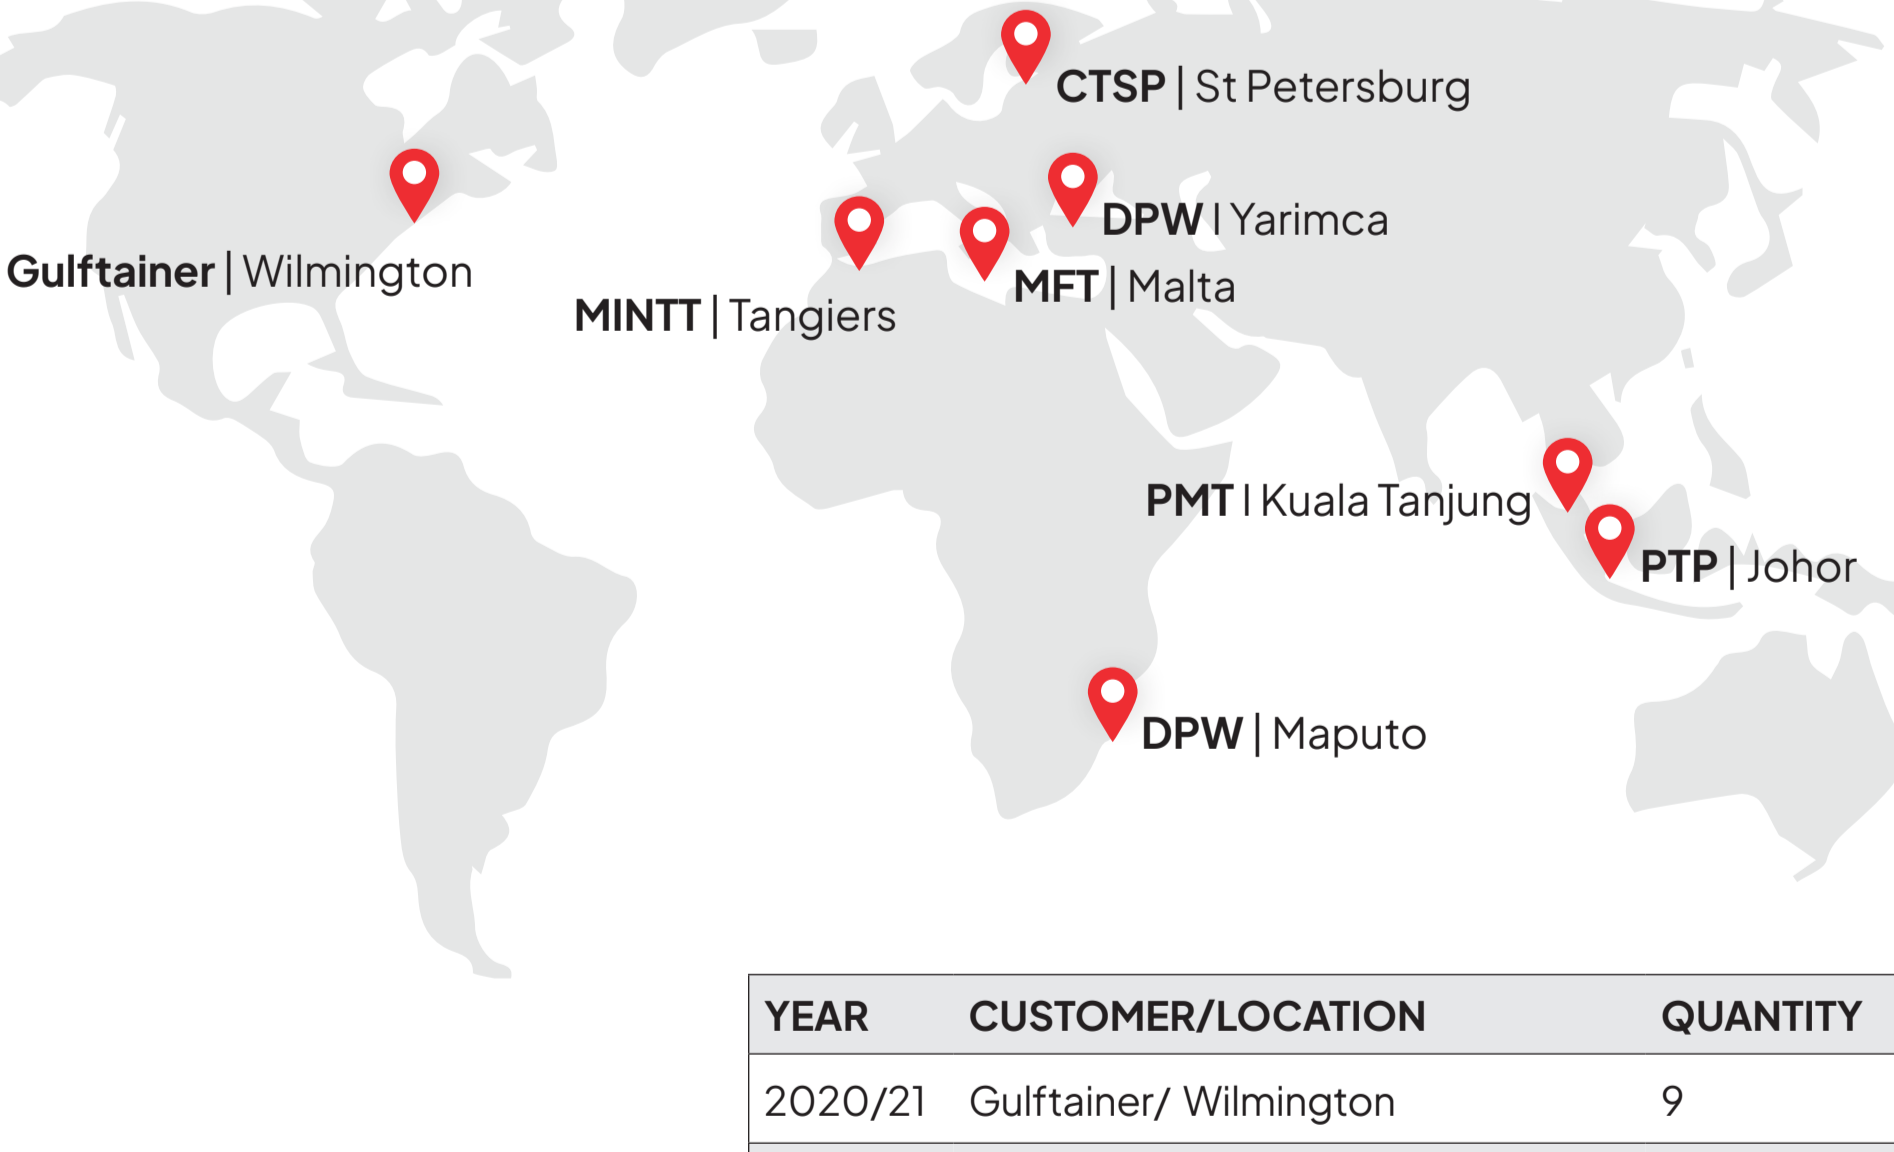 CTSP | St Petersburg
DPW | Yarimca
Gulftainer | Wilmington
MFT | Malta
MINTT | Tangiers
PMT | Kuala Tanjung
PTP | Johor
DPW | Maputo
YEAR CUSTOMER/LOCATION QUANTITY
2020/21 Gulftainer/ Wilmington 9